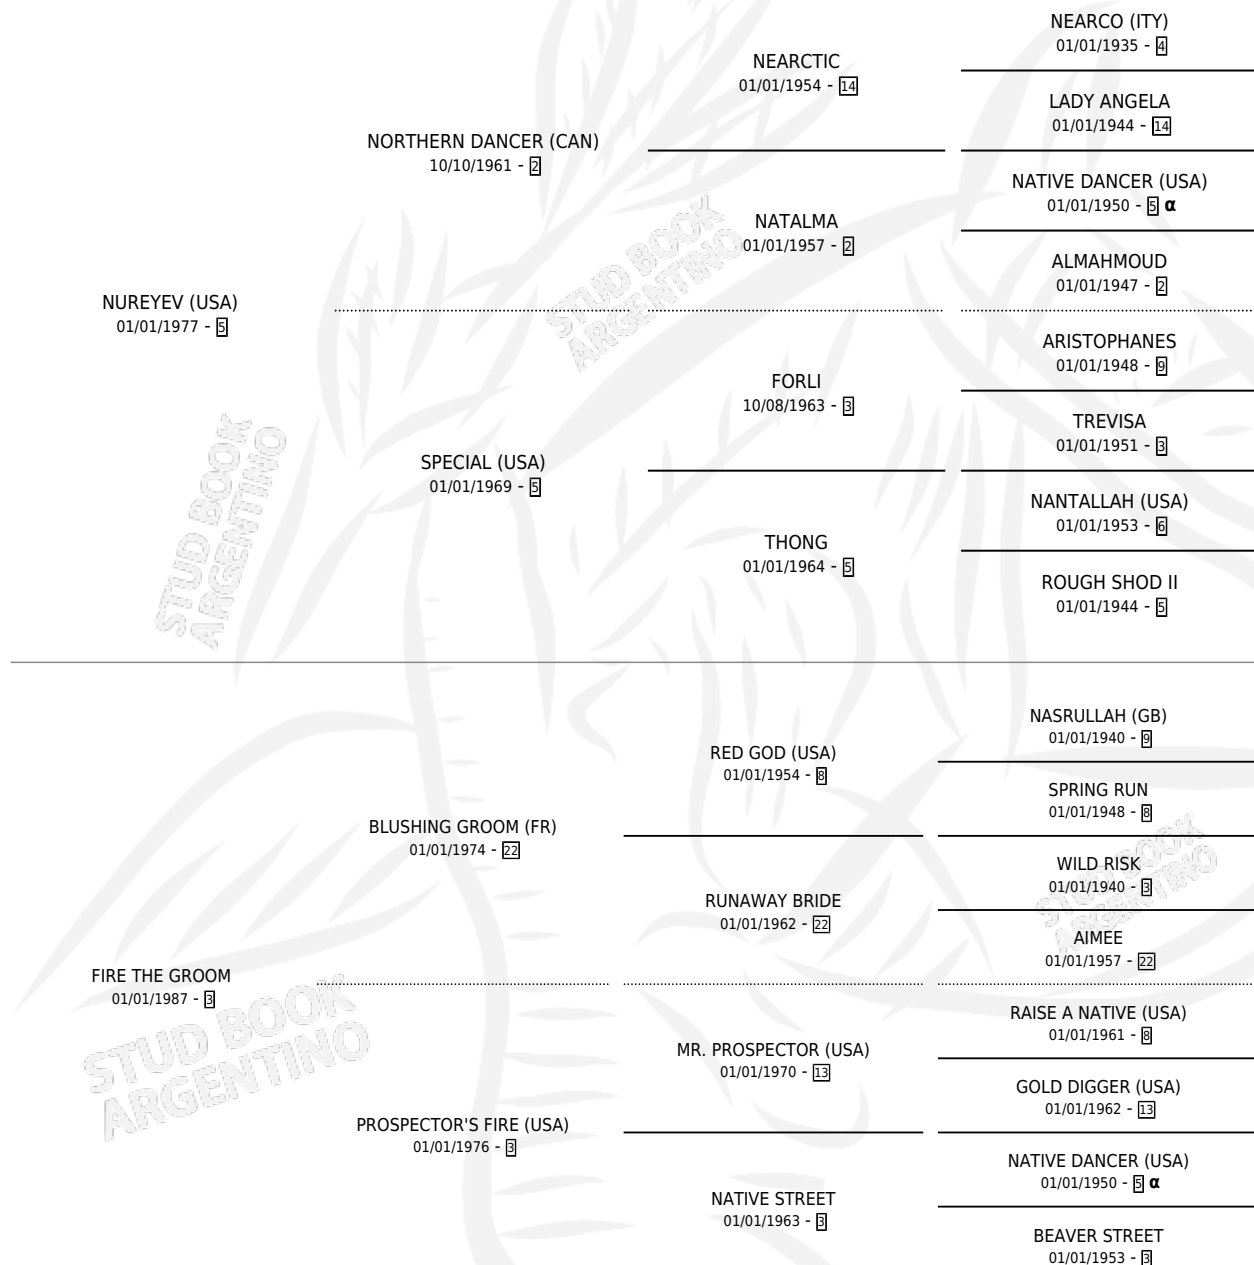 NUREYEV (USA)
01/01/1977 - 5
NORTHERN DANCER (CAN)
10/10/1961 - 2
SPECIAL (USA)
01/01/1969 - 5
NEARCTIC
01/01/1954 - 14
NATALMA
01/01/1957 - 2
FORLI
10/08/1963 - 3
THONG
01/01/1964 - 5
NEARCO (ITY)
01/01/1935 - 4
LADY ANGELA
01/01/1944 - 14
NATIVE DANCER (USA)
01/01/1950 - 5 α
ALMAHMOUD
01/01/1947 - 2
ARISTOPHANES
01/01/1948 - 9
TREVISA
01/01/1951 - 3
NANTALLAH (USA)
01/01/1953 - 6
ROUGH SHOD II
01/01/1944 - 5
STUD BOOK
ARGENTINO
STUD BOOK
ARGENTINO
FIRE THE GROOM
01/01/1987 - 3
BLUSHING GROOM (FR)
01/01/1974 - 22
PROSPECTOR'S FIRE (USA)
01/01/1976 - 3
RED GOD (USA)
01/01/1954 - 8
RUNAWAY BRIDE
01/01/1962 - 22
MR. PROSPECTOR (USA)
01/01/1970 - 13
NATIVE STREET
01/01/1963 - 3
NASRULLAH (GB)
01/01/1940 - 9
SPRING RUN
01/01/1948 - 8
WILD RISK
01/01/1940 - 3
AIMEE
01/01/1957 - 22
RAISE A NATIVE (USA)
01/01/1961 - 8
GOLD DIGGER (USA)
01/01/1962 - 13
NATIVE DANCER (USA)
01/01/1950 - 5 α
BEAVER STREET
01/01/1953 - 3
STUD BOOK
ARGENTINO
STUD BOOK
ARGENTINO